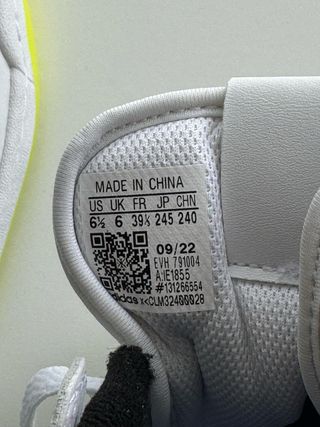 MADE IN CHINA
US UK FR JP CHN
6½ 6 39⅓ 245 240
09/22
EVH 791004
A:IE1855
#131266554
adidas x<CLM32400028